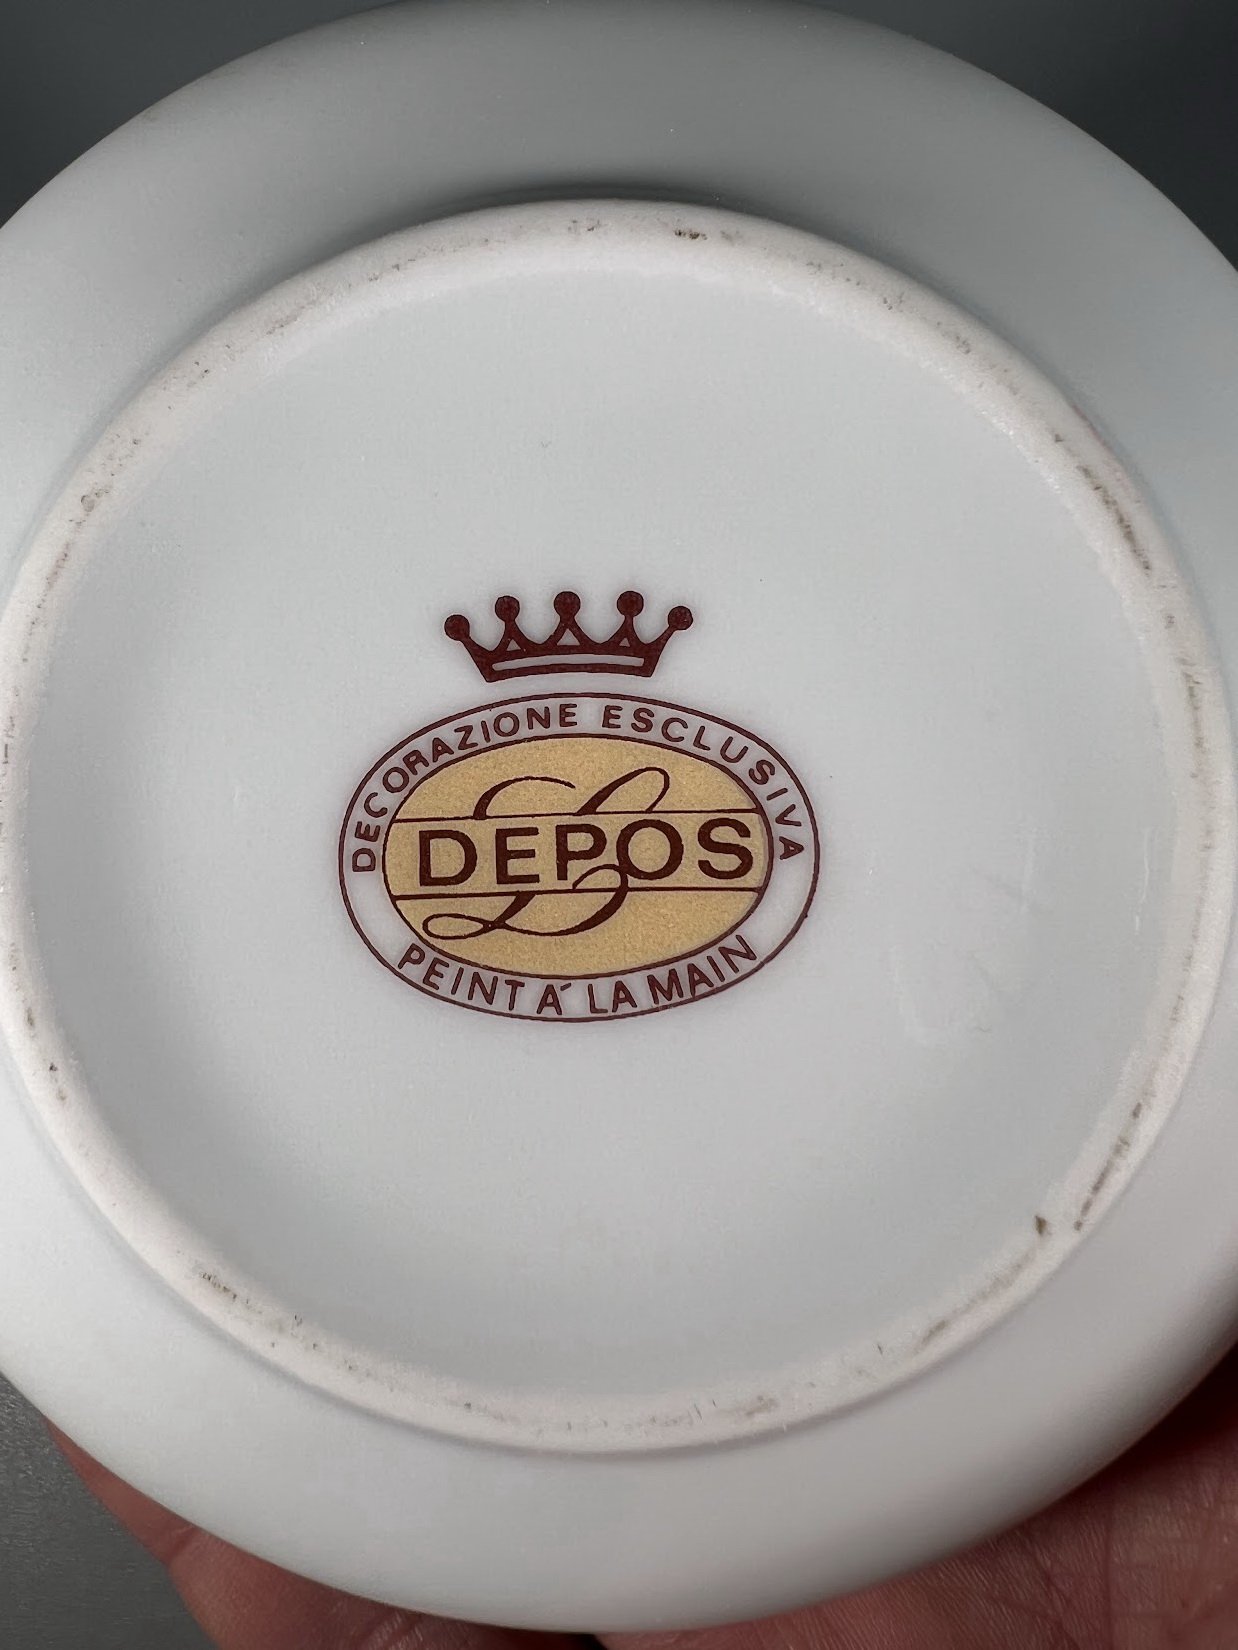 DECORAZIONE ESCLUSIVA
DEPOS
PEINT Á LA MAIN